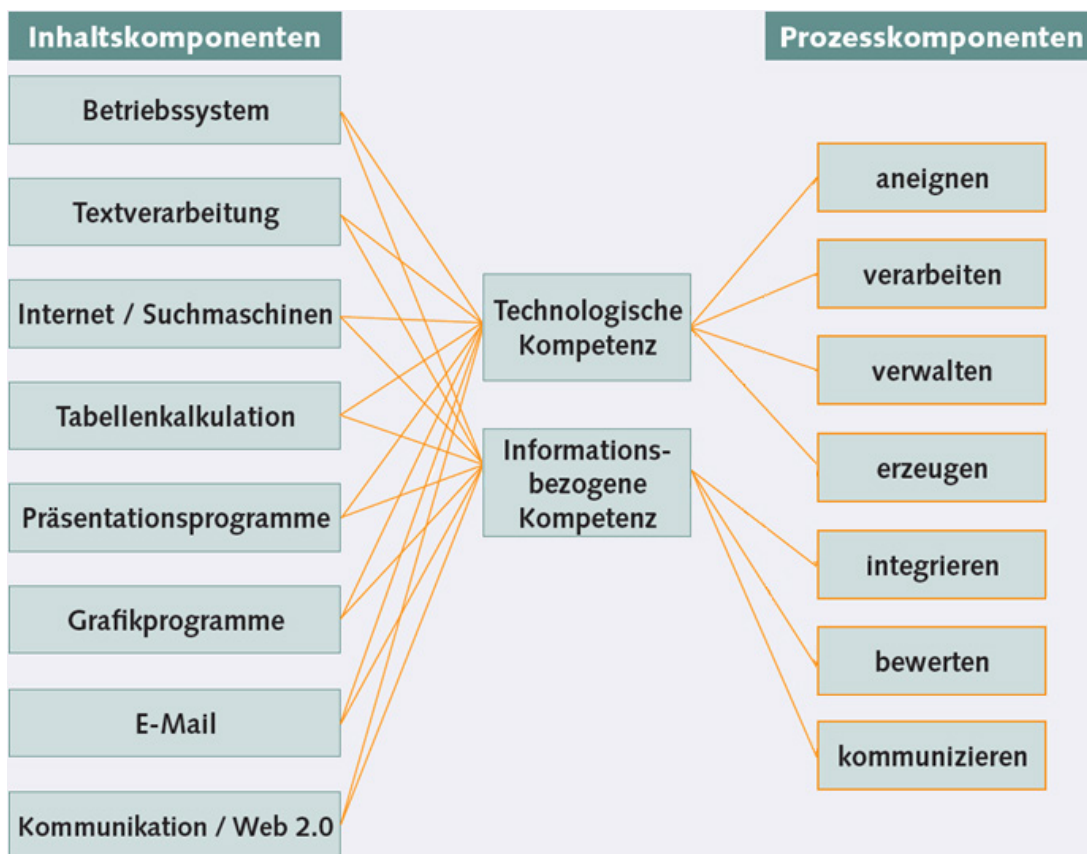 Inhaltskomponenten
Betriebssystem
Textverarbeitung
Internet / Suchmaschinen
Tabellenkalkulation
Präsentationsprogramme
Grafikprogramme
E-Mail
Kommunikation / Web 2.0
Technologische
Kompetenz
Informations-
bezogene
Kompetenz
Prozesskomponenten
aneignen
verarbeiten
verwalten
erzeugen
integrieren
bewerten
kommunizieren